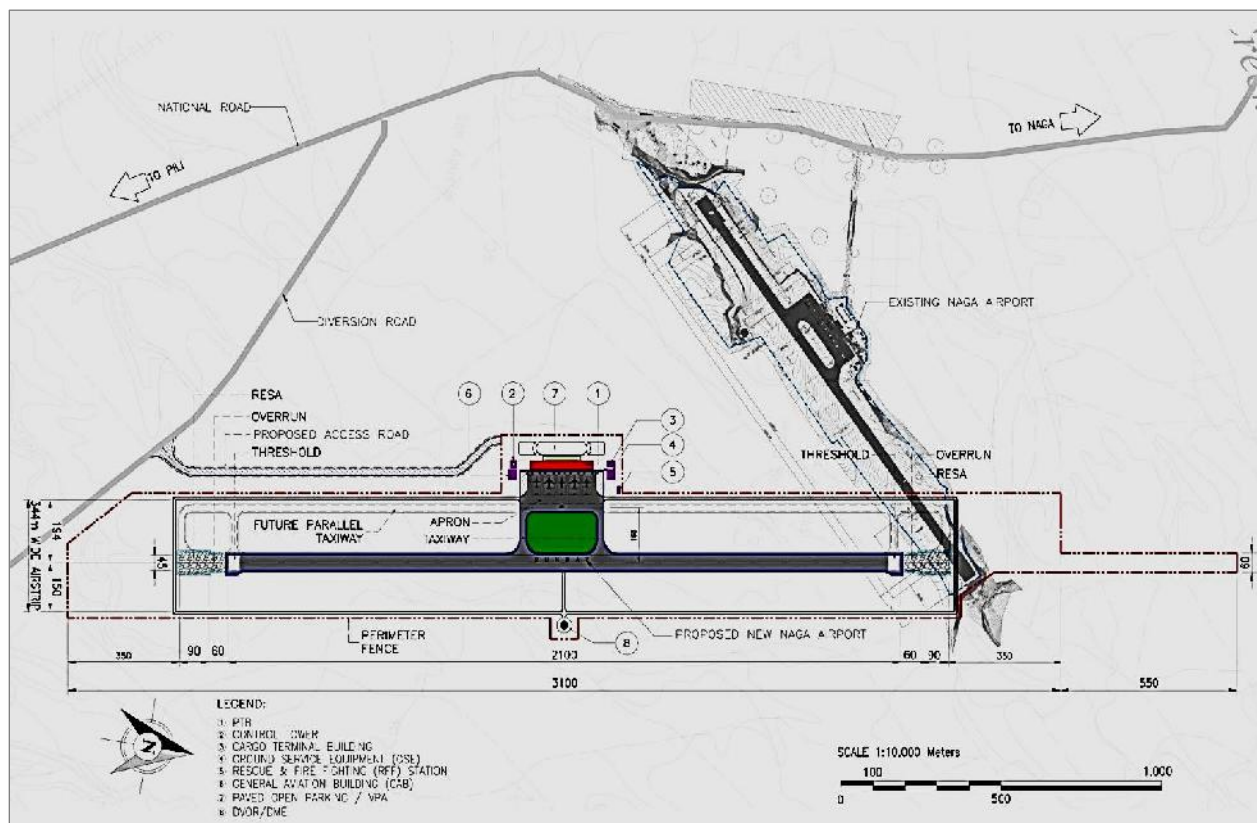 NATIONAL ROAD
TO PILI
TO NAGA
DIVERSION ROAD
EXISTING NAGA AIRPORT
RESA
OVERRUN
PROPOSED ACCESS ROAD
THRESHOLD
6
2
7
1
3
4
5
THRESHOLD
OVERRUN
RESA
FUTURE PARALLEL
TAXIWAY
APRON
TAXIWAY
344m WIDE AIRSTRIP
194
150
45
60
PERIMETER
FENCE
8
PROPOSED NEW NAGA AIRPORT
350
90
60
2100
60
90
350
3100
550
N
LEGEND:
1 PTB
2 CONTROL TOWER
3 CARGO TERMINAL BUILDING
4 GROUND SERVICE EQUIPMENT (GSE)
5 RESCUE & FIRE FIGHTING (RFF) STATION
6 GENERAL AVIATION BUILDING (GAB)
7 PAVED OPEN PARKING / VPA
8 DVOR/DME
SCALE 1:10,000 Meters
100
1,000
0
500